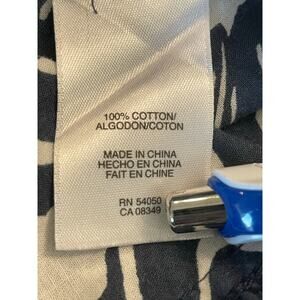 100% COTTON/
ALGODON/COTON
MADE IN CHINA
HECHO EN CHINA
FAIT EN CHINE
RN 54050
CA 08349